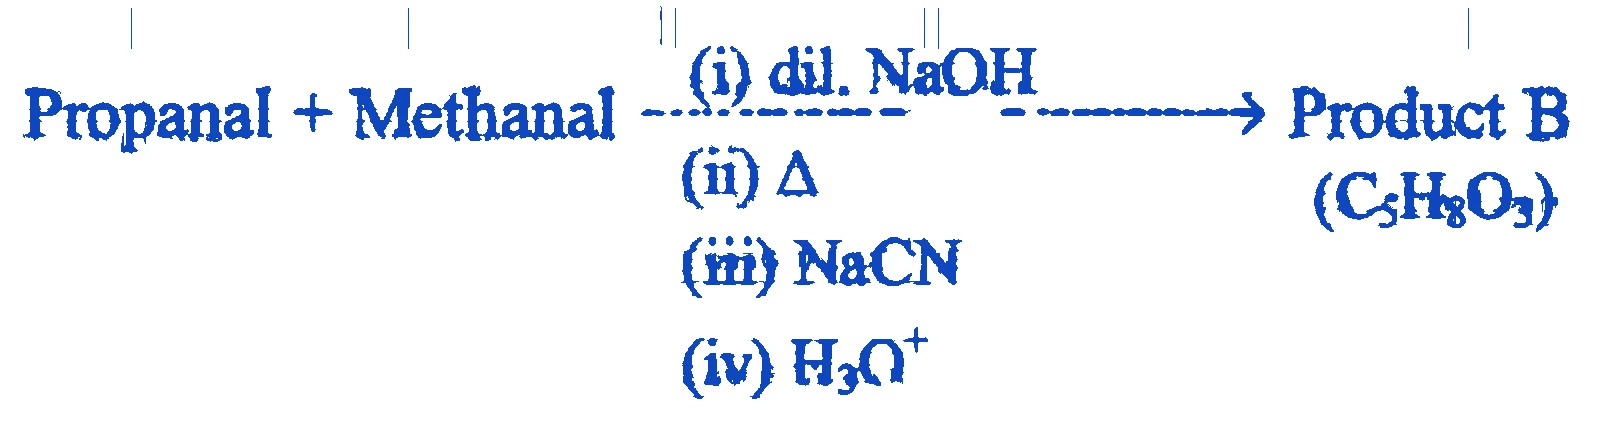 (i) dil. NaOH
Propanal + Methanal → Product B
(ii) Δ
(C₅H₈O₃)
(iii) NaCN
(iv) H₃O⁺